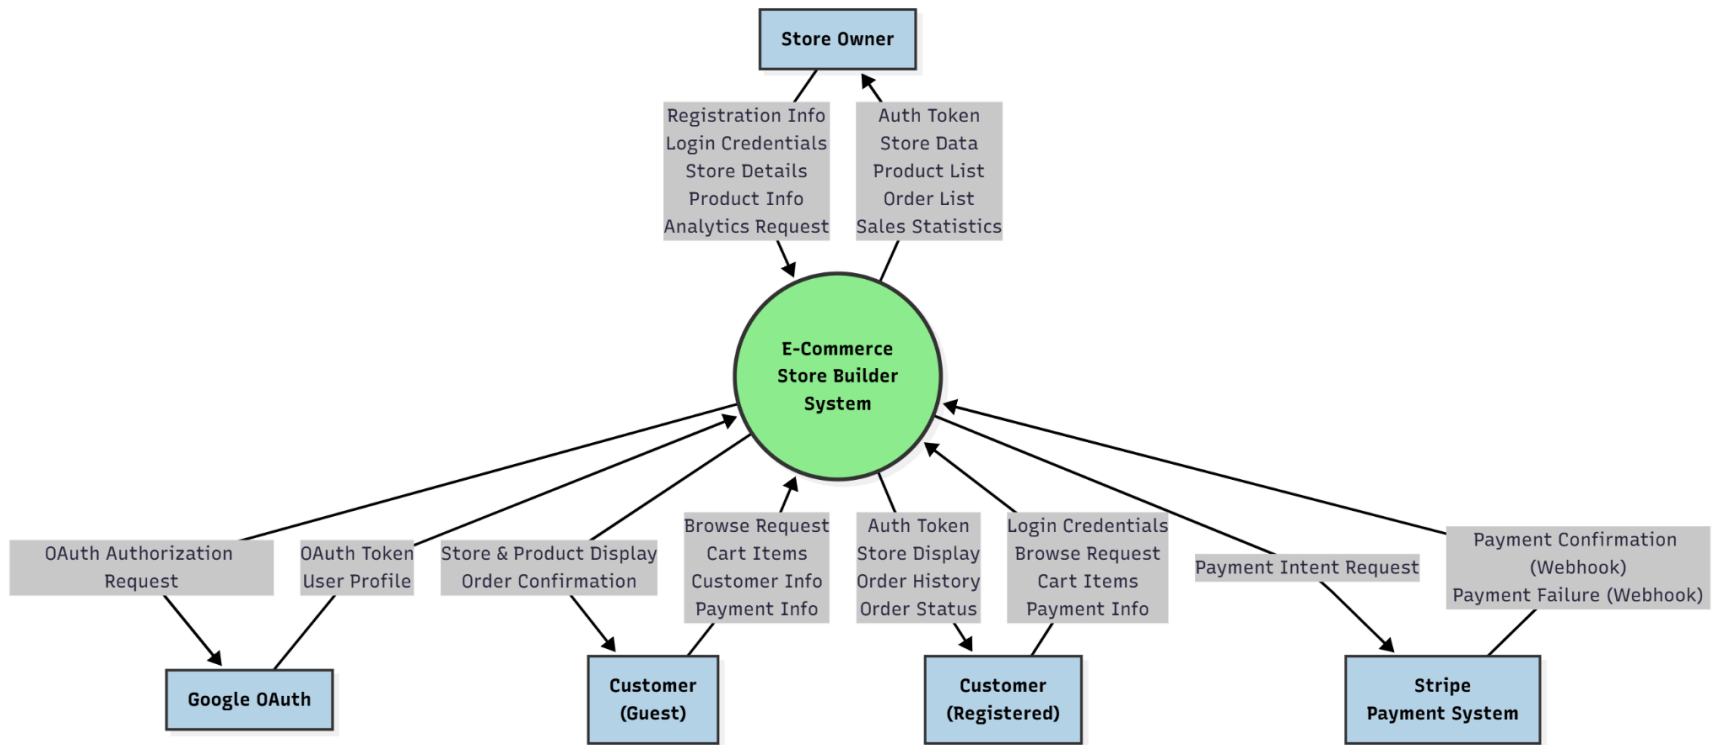 Store Owner
Registration Info
Login Credentials
Store Details
Product Info
Analytics Request
Auth Token
Store Data
Product List
Order List
Sales Statistics
E-Commerce
Store Builder
System
OAuth Authorization
Request
OAuth Token
User Profile
Store & Product Display
Order Confirmation
Browse Request
Cart Items
Customer Info
Payment Info
Auth Token
Store Display
Order History
Order Status
Login Credentials
Browse Request
Cart Items
Payment Info
Payment Intent Request
Payment Confirmation
(Webhook)
Payment Failure (Webhook)
Google OAuth
Customer
(Guest)
Customer
(Registered)
Stripe
Payment System